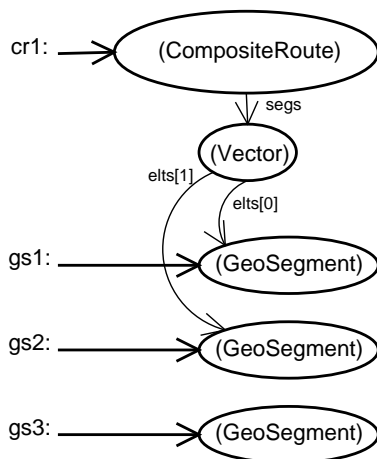 cr1: (CompositeRoute)
segs
(Vector)
elts[1]
elts[0]
gs1: (GeoSegment)
gs2: (GeoSegment)
gs3: (GeoSegment)